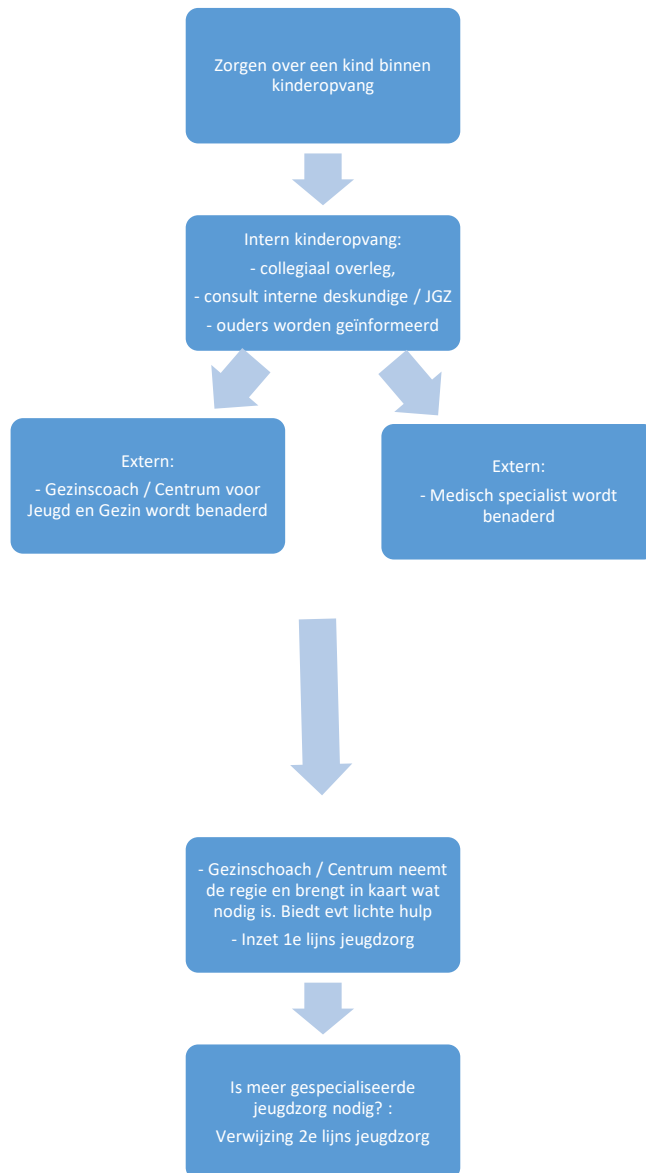 Zorgen over een kind binnen
kinderopvang
Intern kinderopvang:
- collegiaal overleg,
- consult interne deskundige / JGZ
- ouders worden geïnformeerd
Extern:
- Gezinscoach / Centrum voor
Jeugd en Gezin wordt benaderd
Extern:
- Medisch specialist wordt
benaderd
- Gezinschoach / Centrum neemt
de regie en brengt in kaart wat
nodig is. Biedt evt lichte hulp
- Inzet 1e lijns jeugdzorg
Is meer gespecialiseerde
jeugdzorg nodig? :
Verwijzing 2e lijns jeugdzorg